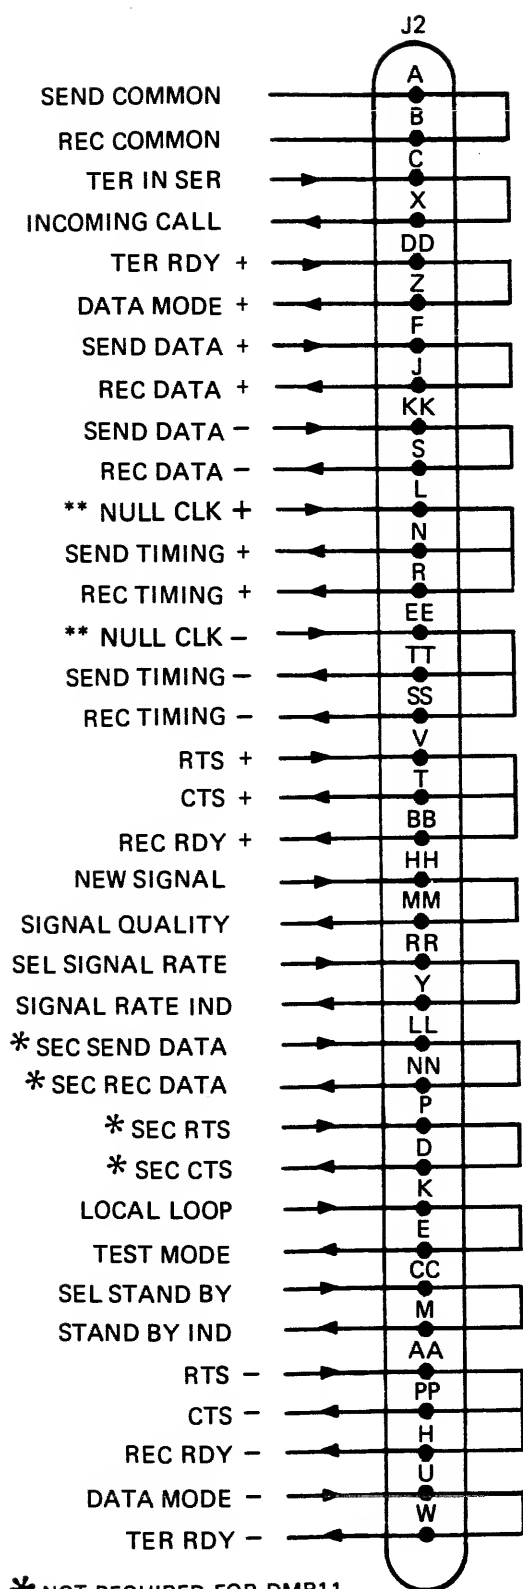 J2
A
SEND COMMON
B
REC COMMON
C
TER IN SER
X
INCOMING CALL
DD
TER RDY +
Z
DATA MODE +
F
SEND DATA +
J
REC DATA +
KK
SEND DATA −
S
REC DATA −
L
** NULL CLK +
N
SEND TIMING +
R
REC TIMING +
EE
** NULL CLK −
TT
SEND TIMING −
SS
REC TIMING −
V
RTS +
T
CTS +
BB
REC RDY +
HH
NEW SIGNAL
MM
SIGNAL QUALITY
RR
SEL SIGNAL RATE
Y
SIGNAL RATE IND
LL
* SEC SEND DATA
NN
* SEC REC DATA
P
* SEC RTS
D
* SEC CTS
K
LOCAL LOOP
E
TEST MODE
CC
SEL STAND BY
M
STAND BY IND
AA
RTS −
PP
CTS −
H
REC RDY −
U
DATA MODE −
W
TER RDY −
* NOT REQUIRED FOR DMR11